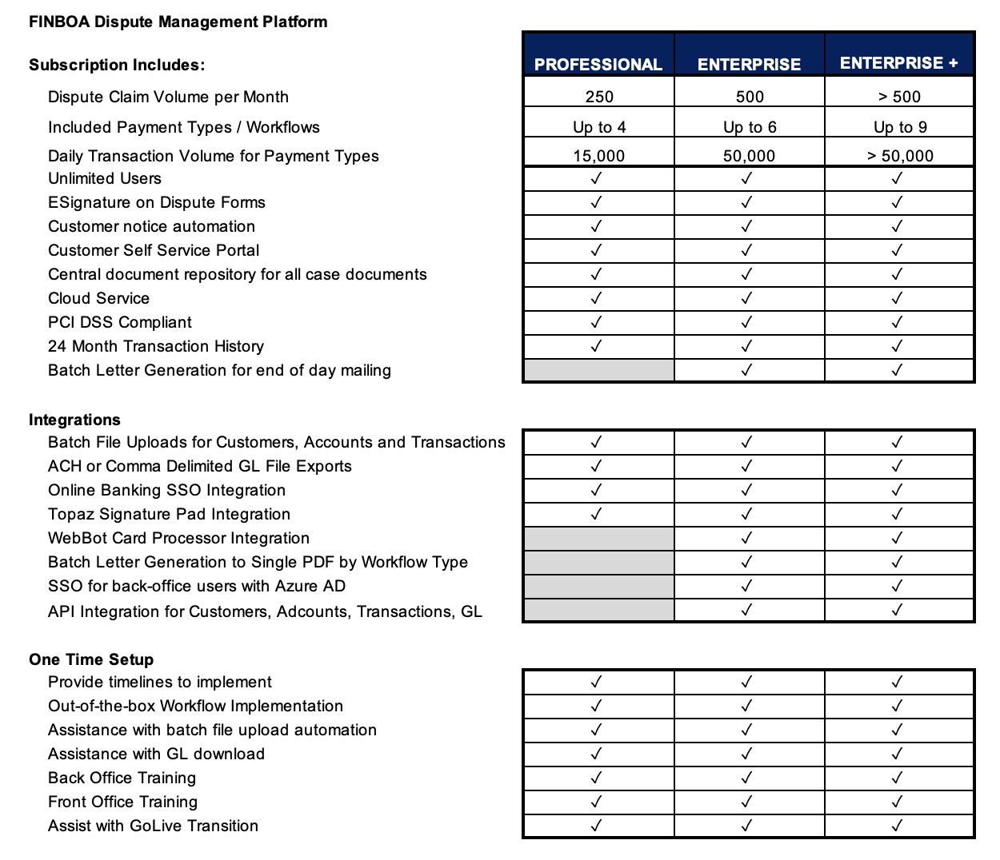 FINBOA Dispute Management Platform
Subscription Includes: PROFESSIONAL ENTERPRISE ENTERPRISE +
Dispute Claim Volume per Month 250 500 > 500
Included Payment Types / Workflows Up to 4 Up to 6 Up to 9
Daily Transaction Volume for Payment Types 15,000 50,000 > 50,000
Unlimited Users ✓ ✓ ✓
ESignature on Dispute Forms ✓ ✓ ✓
Customer notice automation ✓ ✓ ✓
Customer Self Service Portal ✓ ✓ ✓
Central document repository for all case documents ✓ ✓ ✓
Cloud Service ✓ ✓ ✓
PCI DSS Compliant ✓ ✓ ✓
24 Month Transaction History ✓ ✓ ✓
Batch Letter Generation for end of day mailing ✓ ✓
Integrations
Batch File Uploads for Customers, Accounts and Transactions ✓ ✓ ✓
ACH or Comma Delimited GL File Exports ✓ ✓ ✓
Online Banking SSO Integration ✓ ✓ ✓
Topaz Signature Pad Integration ✓ ✓ ✓
WebBot Card Processor Integration ✓ ✓
Batch Letter Generation to Single PDF by Workflow Type ✓ ✓
SSO for back-office users with Azure AD ✓ ✓
API Integration for Customers, Adcounts, Transactions, GL ✓ ✓
One Time Setup
Provide timelines to implement ✓ ✓ ✓
Out-of-the-box Workflow Implementation ✓ ✓ ✓
Assistance with batch file upload automation ✓ ✓ ✓
Assistance with GL download ✓ ✓ ✓
Back Office Training ✓ ✓ ✓
Front Office Training ✓ ✓ ✓
Assist with GoLive Transition ✓ ✓ ✓